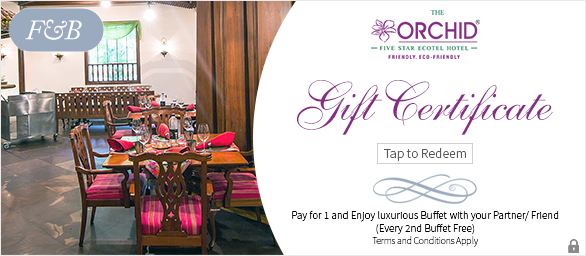 F&B
THE
ORCHID®
FIVE STAR ECOTEL HOTEL
FRIENDLY. ECO-FRIENDLY
Gift Certificate
Tap to Redeem
Pay for 1 and Enjoy luxurious Buffet with your Partner/ Friend
(Every 2nd Buffet Free)
Terms and Conditions Apply